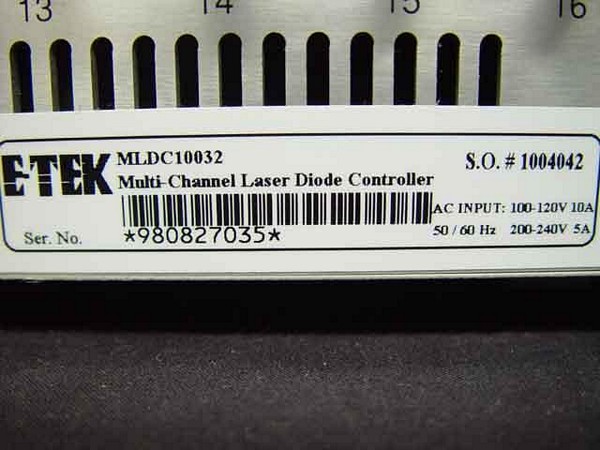 13 14 15 16
E-TEK MLDC10032 S.O. # 1004042
Multi-Channel Laser Diode Controller
AC INPUT: 100-120V 10A
Ser. No. *980827035* 50 / 60 Hz 200-240V 5A